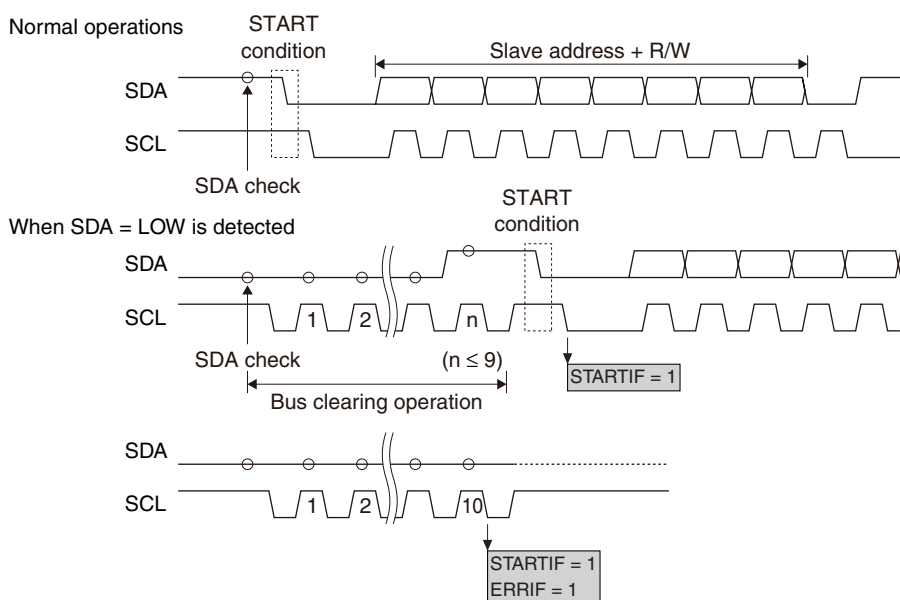 Normal operations
START
condition
Slave address + R/W
SDA
SCL
SDA check
When SDA = LOW is detected
START
condition
SDA
SCL
1 2 n
SDA check
(n ≤ 9)
STARTIF = 1
Bus clearing operation
SDA
SCL
1 2 10
STARTIF = 1
ERRIF = 1